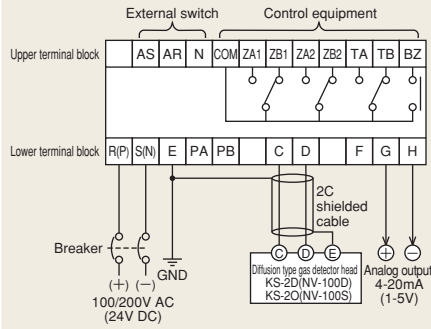 External switch Control equipment
Upper terminal block AS AR N COM ZA1 ZB1 ZA2 ZB2 TA TB BZ
Lower terminal block R(P) S(N) E PA PB C D F G H
2C
shielded
cable
Breaker
GND
(+) (−)
100/200V AC
(24V DC)
C D E
Diffusion type gas detector head
KS-2D(NV-100D)
KS-2O(NV-100S)
+ −
Analog output
4-20mA
(1-5V)